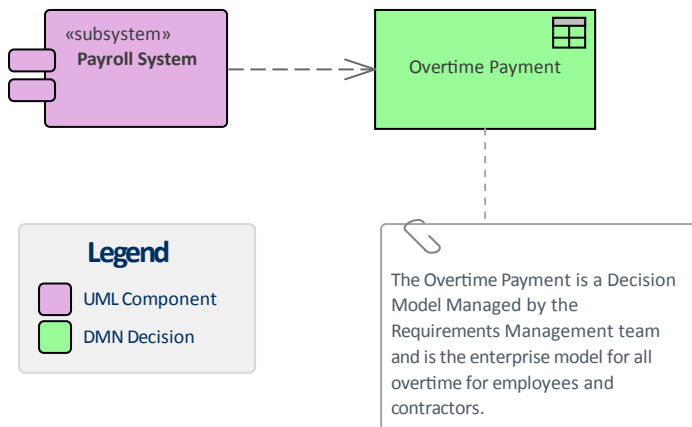 «subsystem»
Payroll System
Overtime Payment
Legend
UML Component
DMN Decision
The Overtime Payment is a Decision
Model Managed by the
Requirements Management team
and is the enterprise model for all
overtime for employees and
contractors.